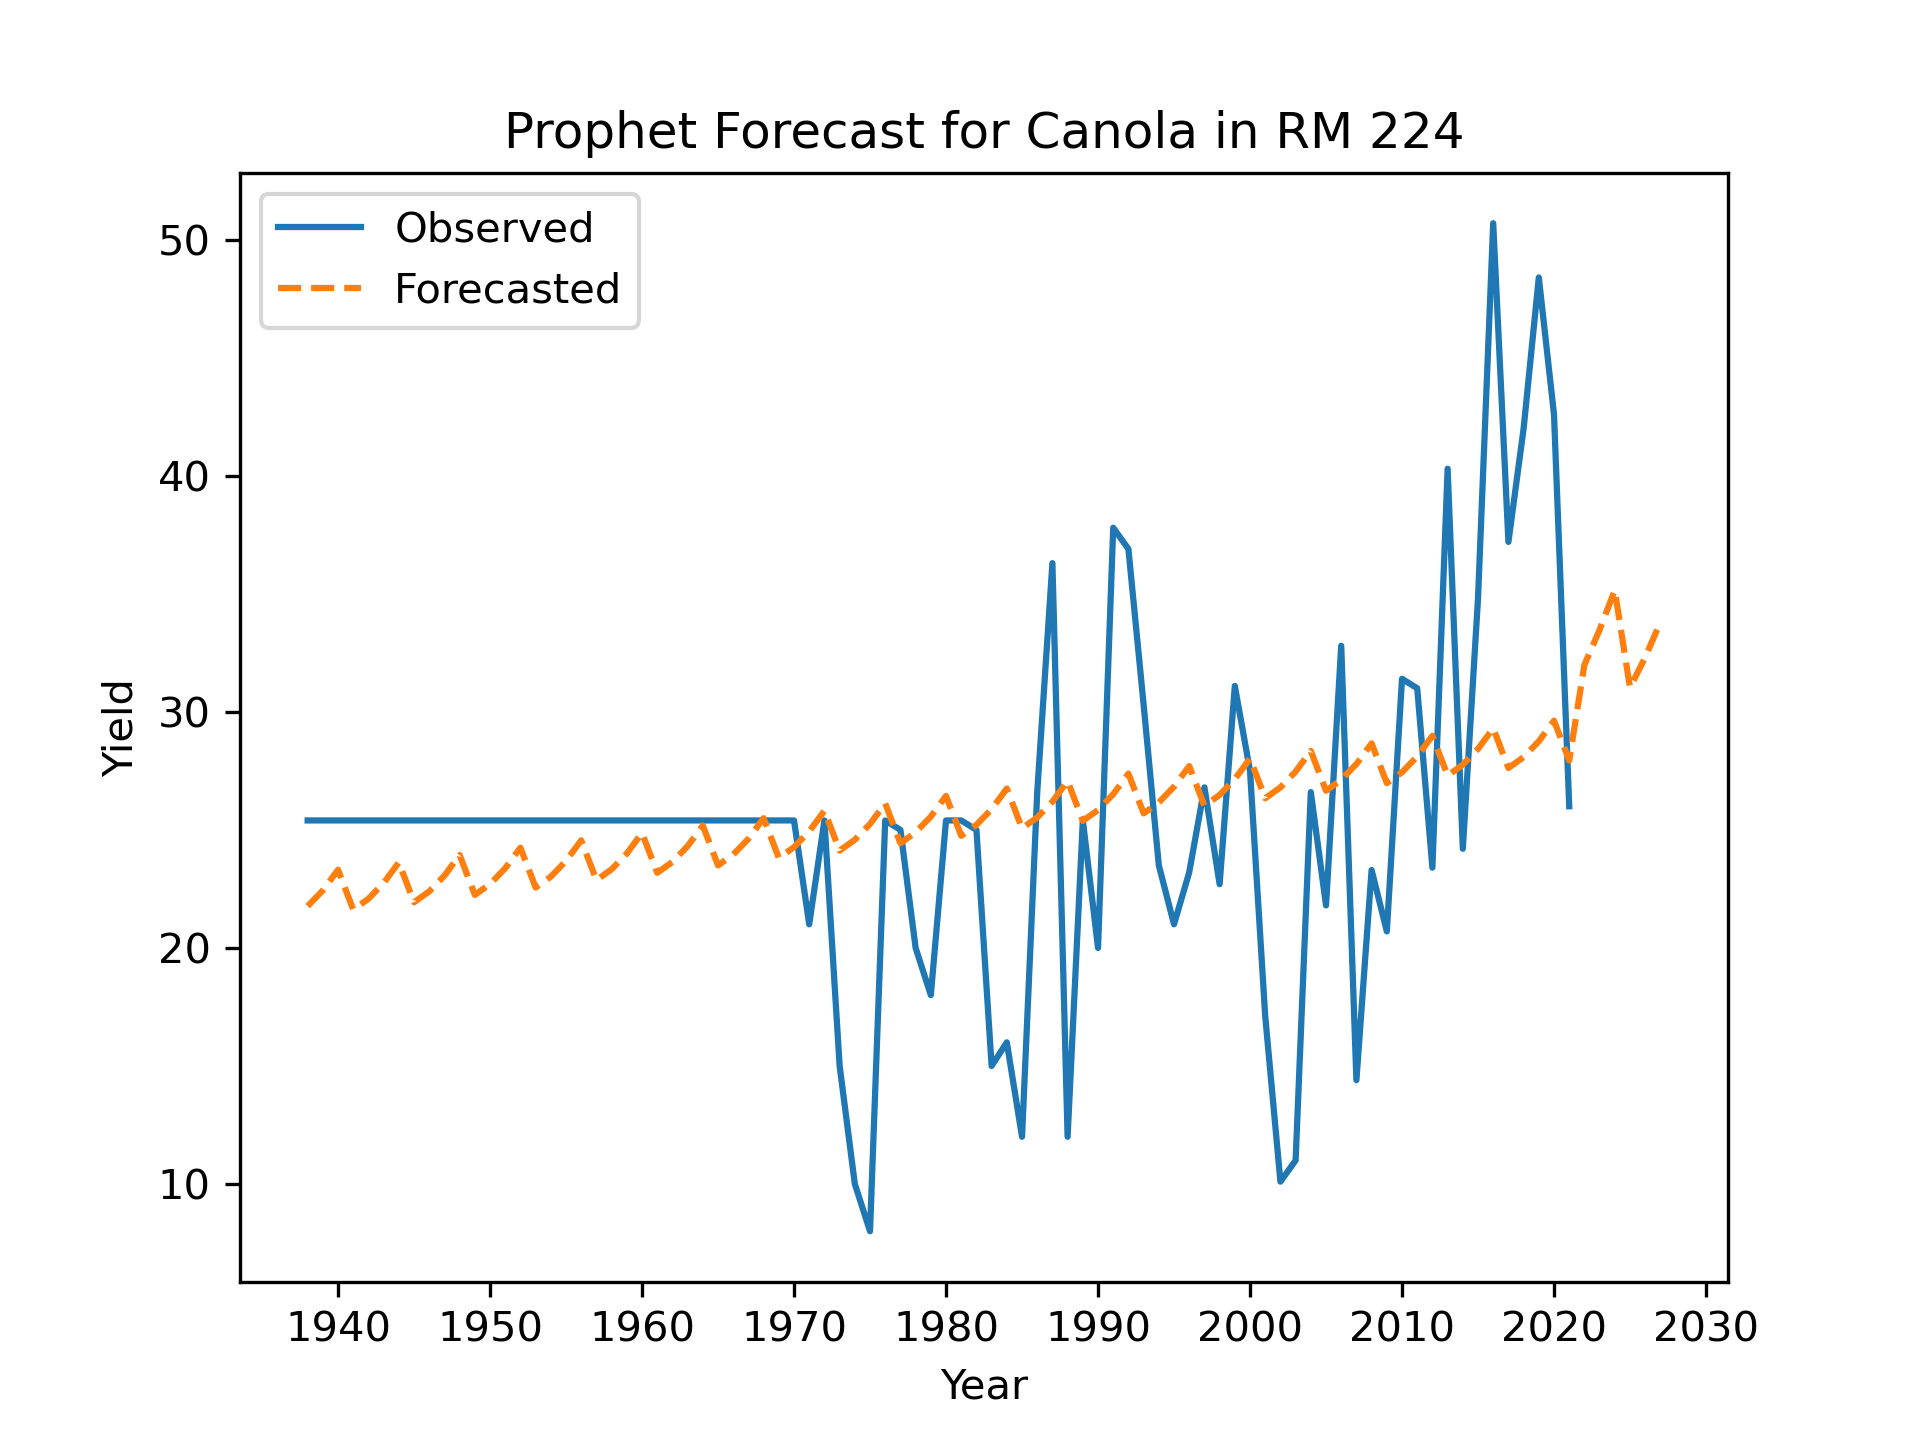 Prophet Forecast for Canola in RM 224
Observed
Forecasted
50
40
30
20
10
Yield
1940 1950 1960 1970 1980 1990 2000 2010 2020 2030
Year